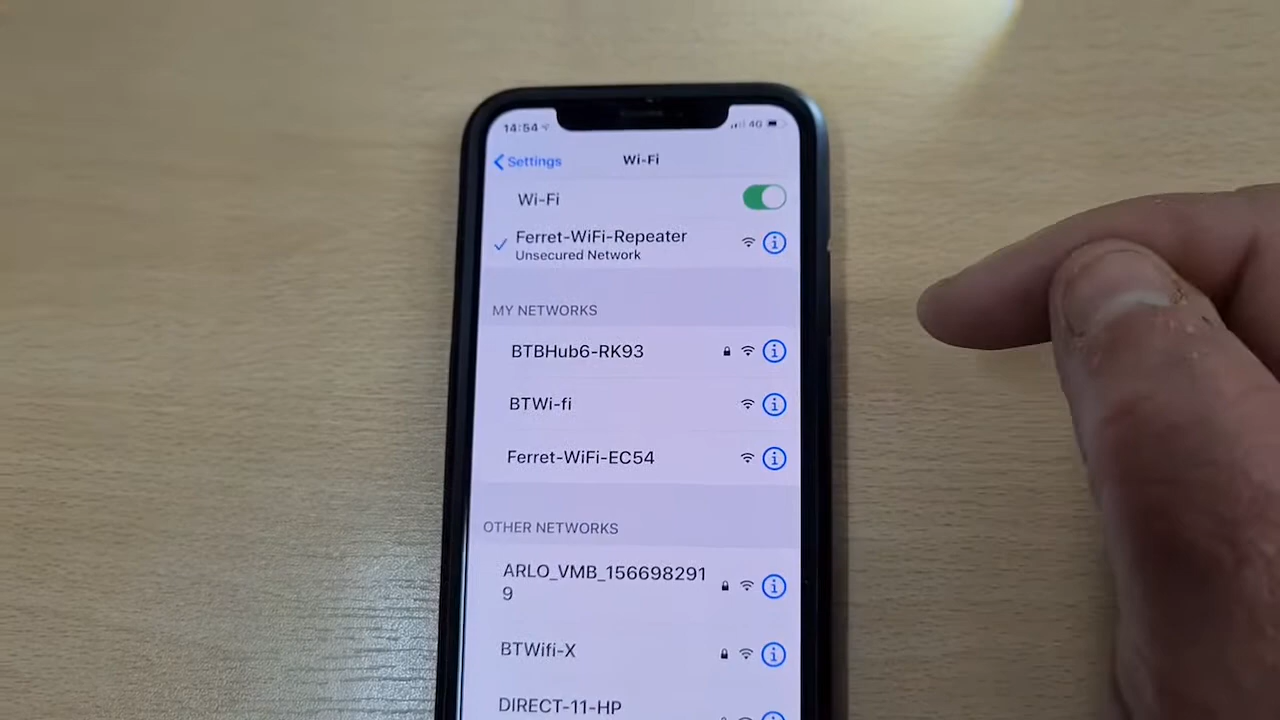 14:54
4G
Settings
Wi-Fi
Wi-Fi
Ferret-WiFi-Repeater
Unsecured Network
MY NETWORKS
BTBHub6-RK93
BTWi-fi
Ferret-WiFi-EC54
OTHER NETWORKS
ARLO_VMB_156698291
9
BTWifi-X
DIRECT-11-HP